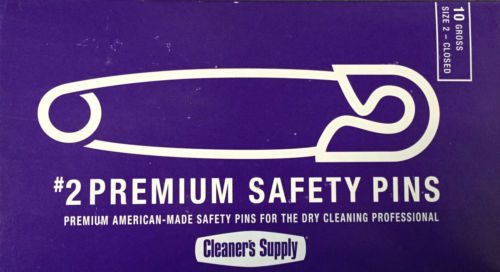 10 GROSS
SIZE 2 – CLOSED
#2 PREMIUM SAFETY PINS
PREMIUM AMERICAN-MADE SAFETY PINS FOR THE DRY CLEANING PROFESSIONAL
Cleaner's Supply